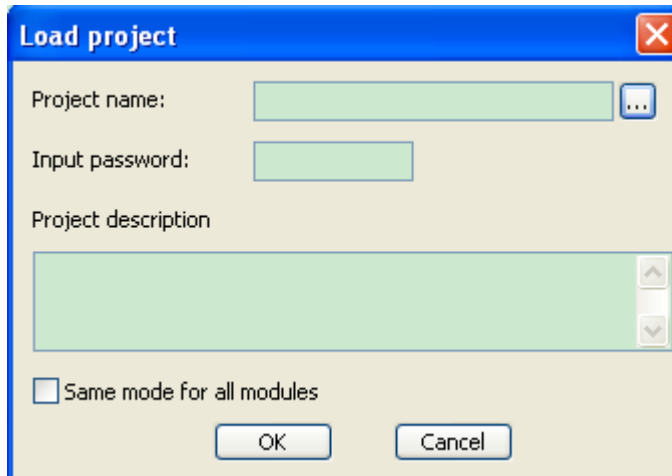 Load project
Project name:
...
Input password:
Project description
Same mode for all modules
OK Cancel